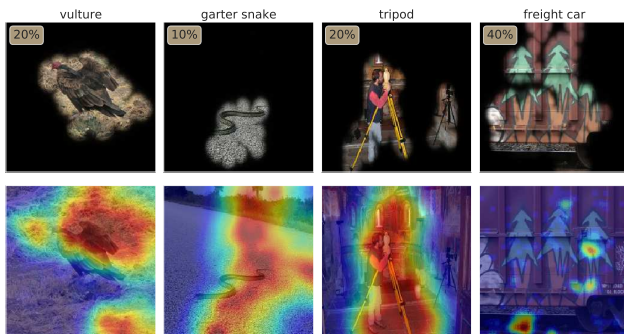 vulture
garter snake
tripod
freight car
20%
10%
20%
40%